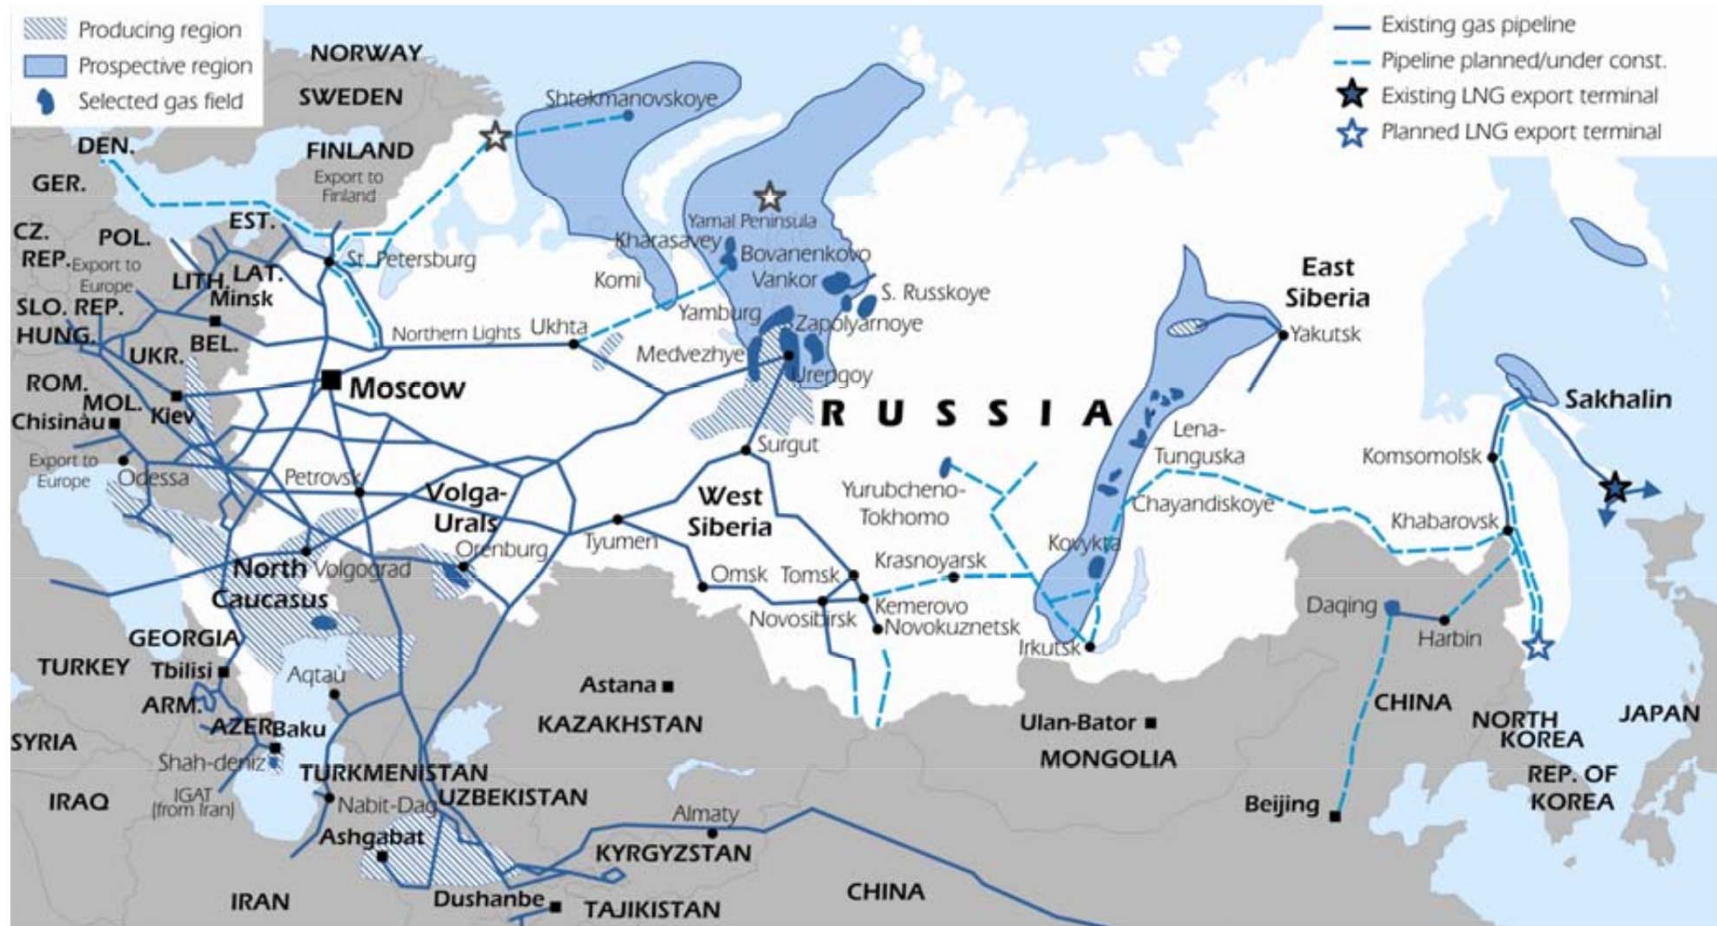 Producing region
Prospective region
Selected gas field
Existing gas pipeline
Pipeline planned/under const.
Existing LNG export terminal
Planned LNG export terminal
NORWAY
SWEDEN
FINLAND
Export to
Finland
DEN.
GER.
CZ.
REP.
POL.
Export to
Europe
EST.
LITH.
LAT.
Minsk
SLO. REP.
HUNG.
BEL.
UKR.
ROM.
MOL.
Chisinàu
Kiev
Export to
Europe
Odessa
St. Petersburg
Shtokmanovskoye
Yamal Peninsula
Kharasavey
Bovanenkovo
Vankor
Komi
S. Russkoye
Yamburg
Zapolyarnoye
Northern Lights
Ukhta
Medvezhye
Urengoy
Moscow
RUSSIA
East
Siberia
Yakutsk
Sakhalin
Surgut
Lena-
Tunguska
Komsomolsk
Petrovsk
Volga-
Urals
West
Siberia
Yurubcheno-
Tokhomo
Chayandiskoye
Khabarovsk
Tyumen
Orenburg
Kovykta
Krasnoyarsk
North
Caucasus
Volgograd
Omsk
Tomsk
Novosibirsk
Kemerovo
Novokuznetsk
Irkutsk
Daqing
Harbin
GEORGIA
TURKEY
Tbilisi
Aqtaù
ARM.
AZER.
Baku
Astana
KAZAKHSTAN
Ulan-Bator
MONGOLIA
CHINA
NORTH
KOREA
JAPAN
SYRIA
Shah-deniz
TURKMENISTAN
UZBEKISTAN
REP. OF
KOREA
IRAQ
IGAT
(from Iran)
Nabit-Dag
Ashgabat
Almaty
Beijing
KYRGYZSTAN
IRAN
Dushanbe
TAJIKISTAN
CHINA